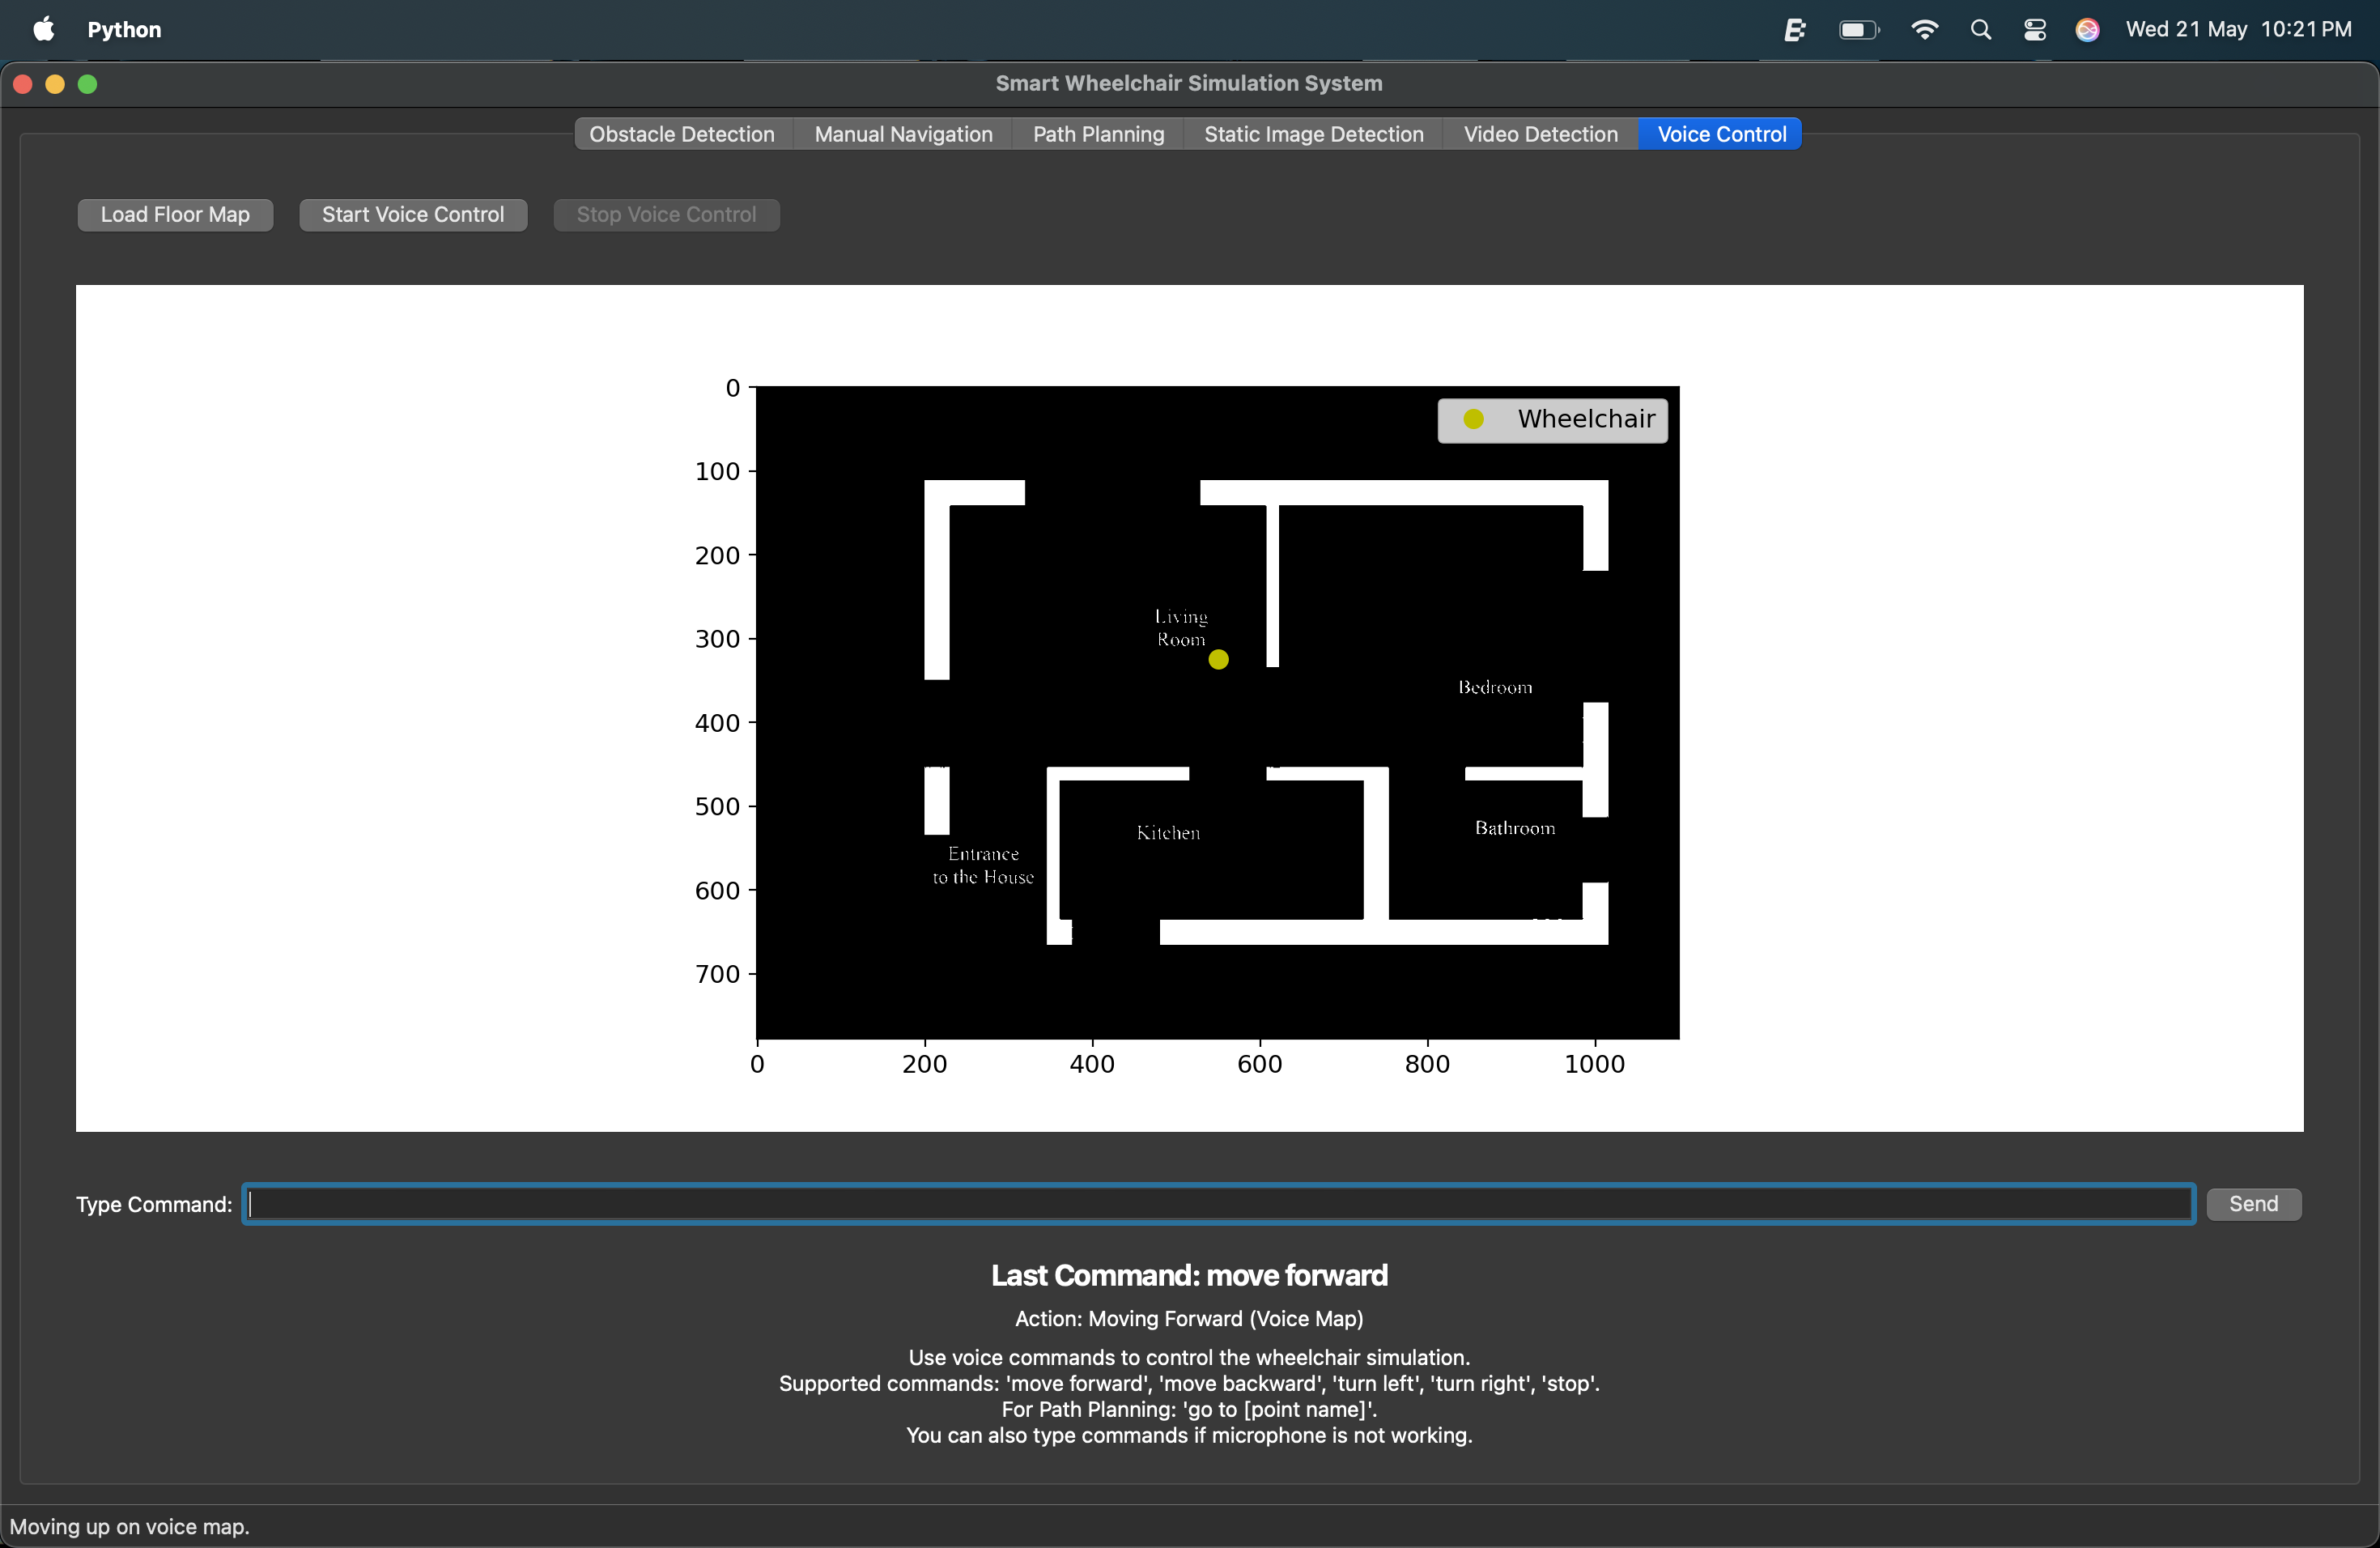 Python
Wed 21 May 10:21 PM
Smart Wheelchair Simulation System
Obstacle Detection Manual Navigation Path Planning Static Image Detection Video Detection Voice Control
Load Floor Map Start Voice Control Stop Voice Control
0
Wheelchair
100
200
Living
Room
300
Bedroom
400
500
Kitchen
Bathroom
Entrance
to the House
600
700
0 200 400 600 800 1000
Type Command: Send
Last Command: move forward
Action: Moving Forward (Voice Map)
Use voice commands to control the wheelchair simulation.
Supported commands: 'move forward', 'move backward', 'turn left', 'turn right', 'stop'.
For Path Planning: 'go to [point name]'.
You can also type commands if microphone is not working.
Moving up on voice map.